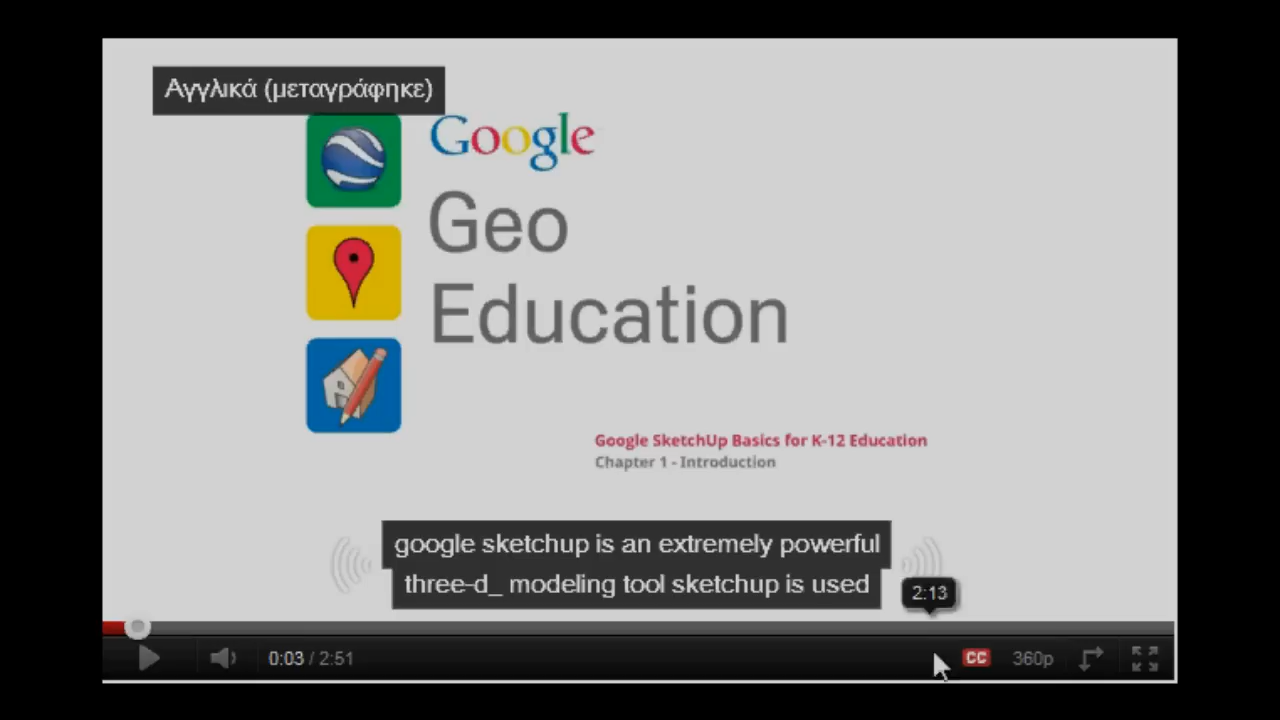 Αγγλικά (μεταγράφηκε)
Google
Geo
Education
Google SketchUp Basics for K-12 Education
Chapter 1 - Introduction
google sketchup is an extremely powerful
three-d_ modeling tool sketchup is used
2:13
0:03 / 2:51
CC
360p